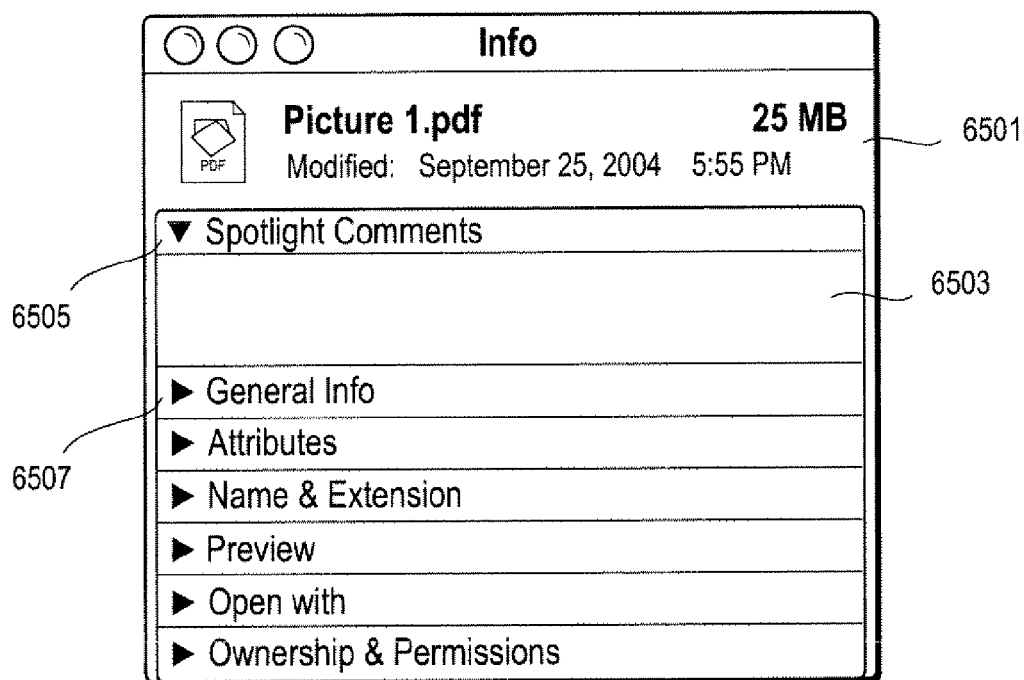 Info
Picture 1.pdf 25 MB
6501
PDF
Modified: September 25, 2004 5:55 PM
Spotlight Comments
6505
6503
General Info
6507
Attributes
Name & Extension
Preview
Open with
Ownership & Permissions